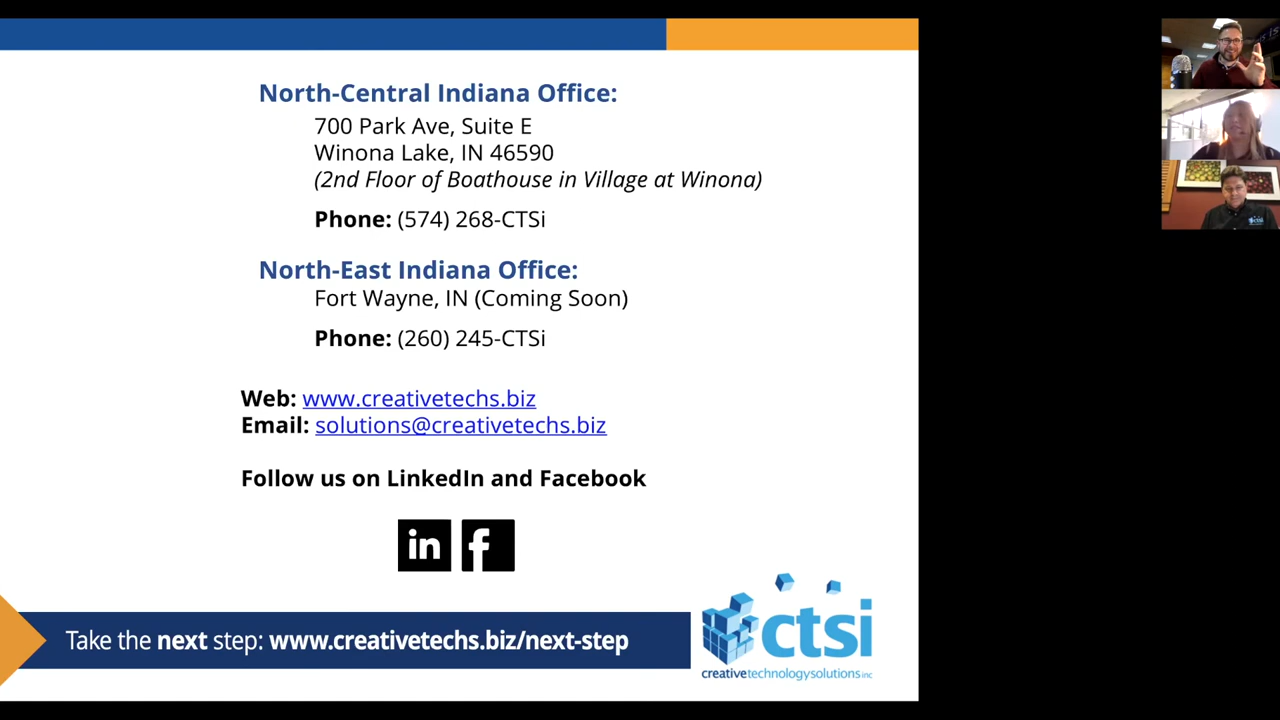 North-Central Indiana Office:
700 Park Ave, Suite E
Winona Lake, IN 46590
(2nd Floor of Boathouse in Village at Winona)
Phone: (574) 268-CTSi
North-East Indiana Office:
Fort Wayne, IN (Coming Soon)
Phone: (260) 245-CTSi
Web: www.creativetechs.biz
Email: solutions@creativetechs.biz
Follow us on LinkedIn and Facebook
in f
Take the next step: www.creativetechs.biz/next-step
ctsi
creativetechnologysolutions inc
ctsi